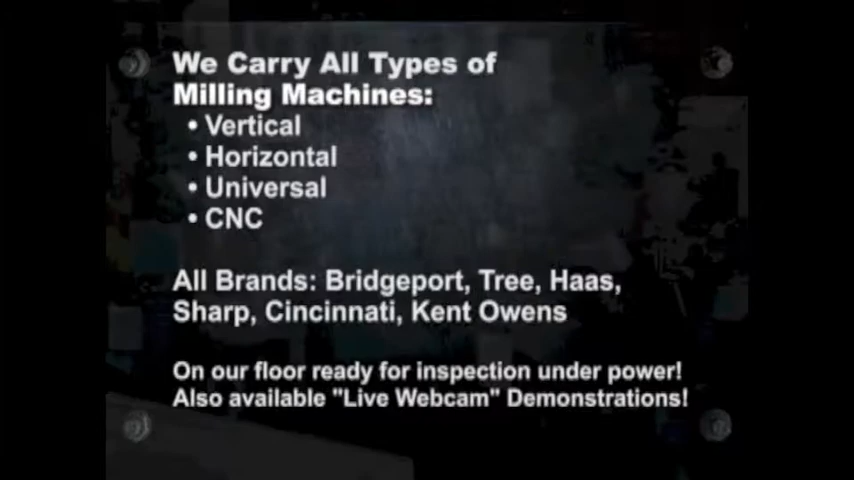 We Carry All Types of
Milling Machines:
• Vertical
• Horizontal
• Universal
• CNC
All Brands: Bridgeport, Tree, Haas,
Sharp, Cincinnati, Kent Owens
On our floor ready for inspection under power!
Also available "Live Webcam" Demonstrations!